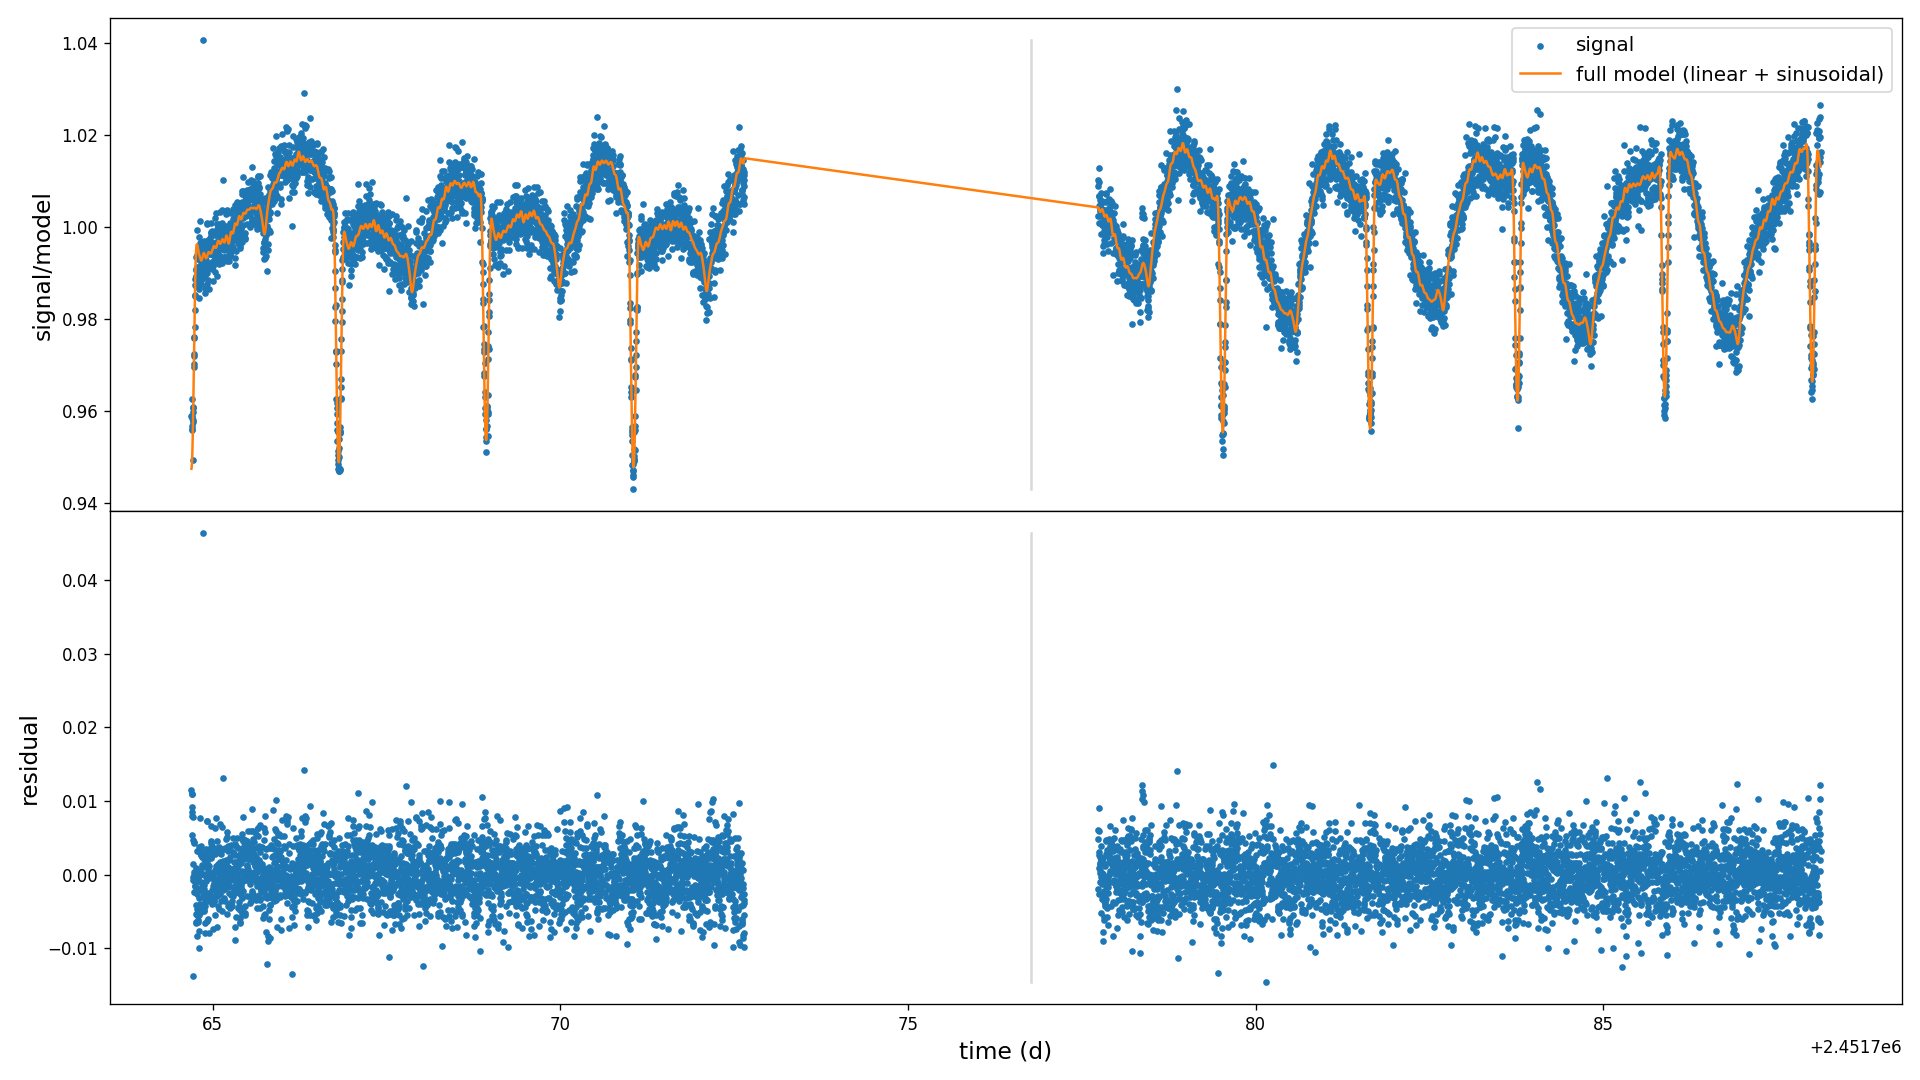 signal/model
1.04
1.02
1.00
0.98
0.96
0.94
signal
full model (linear + sinusoidal)
residual
0.04
0.03
0.02
0.01
0.00
−0.01
65
70
75
80
85
time (d)
+2.4517e6